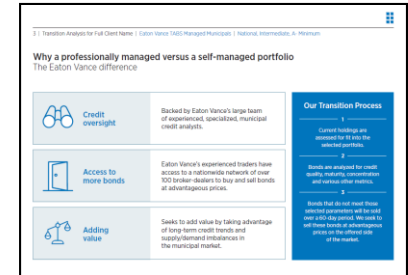 3 | Transition Analysis for Full Client Name | Eaton Vance TABS Managed Municipals | National, Intermediate, A- Minimum
Why a professionally managed versus a self-managed portfolio
The Eaton Vance difference
Credit
oversight
Backed by Eaton Vance's large team
of experienced, specialized, municipal
credit analysts.
Access to
more bonds
Eaton Vance's experienced traders have
access to a nationwide network of over
100 broker-dealers to buy and sell bonds
at advantageous prices.
Adding
value
Seeks to add value by taking advantage
of long-term credit trends and
supply/demand imbalances in
the municipal market.
Our Transition Process
1
Current holdings are
assessed for fit into the
selected portfolio.
2
Bonds are analyzed for credit
quality, maturity, concentration
and various other metrics.
3
Bonds that do not meet those
selected parameters will be sold
over a 60-day period. We seek to
sell these bonds at advantageous
prices on the offered side
of the market.